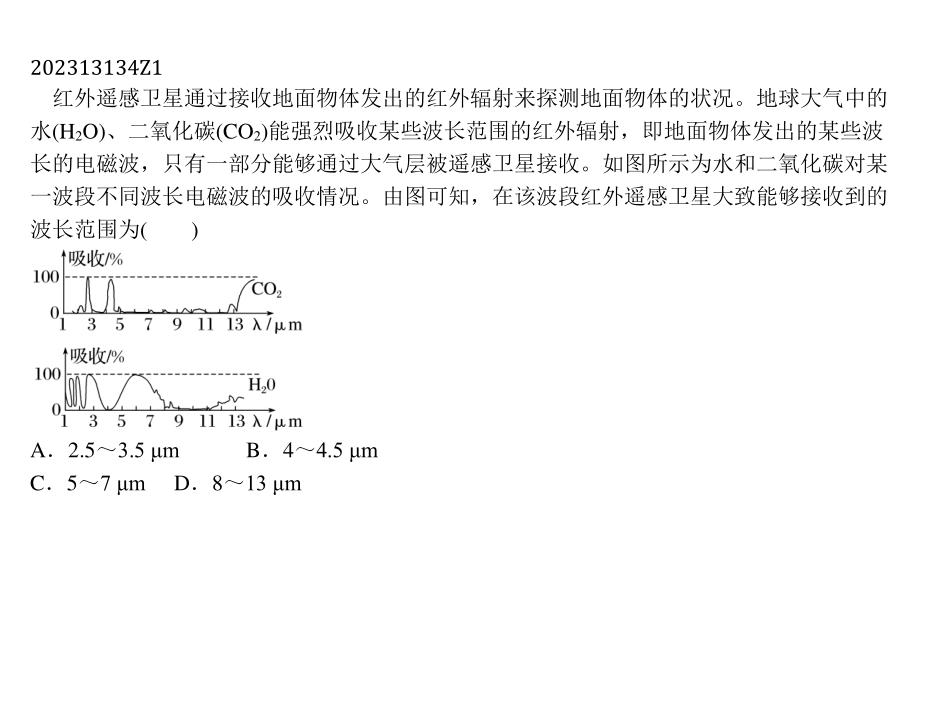 202313134Z1
红外遥感卫星通过接收地面物体发出的红外辐射来探测地面物体的状况。地球大气中的
水(H₂O)、二氧化碳(CO₂)能强烈吸收某些波长范围的红外辐射，即地面物体发出的某些波
长的电磁波，只有一部分能够通过大气层被遥感卫星接收。如图所示为水和二氧化碳对某
一波段不同波长电磁波的吸收情况。由图可知，在该波段红外遥感卫星大致能够接收到的
波长范围为(　　)
吸收/%
100
CO₂
0
1 3 5 7 9 11 13 λ/μm
吸收/%
100
H₂0
0
1 3 5 7 9 11 13 λ/μm
A．2.5～3.5 μm　　　B．4～4.5 μm
C．5～7 μm　D．8～13 μm